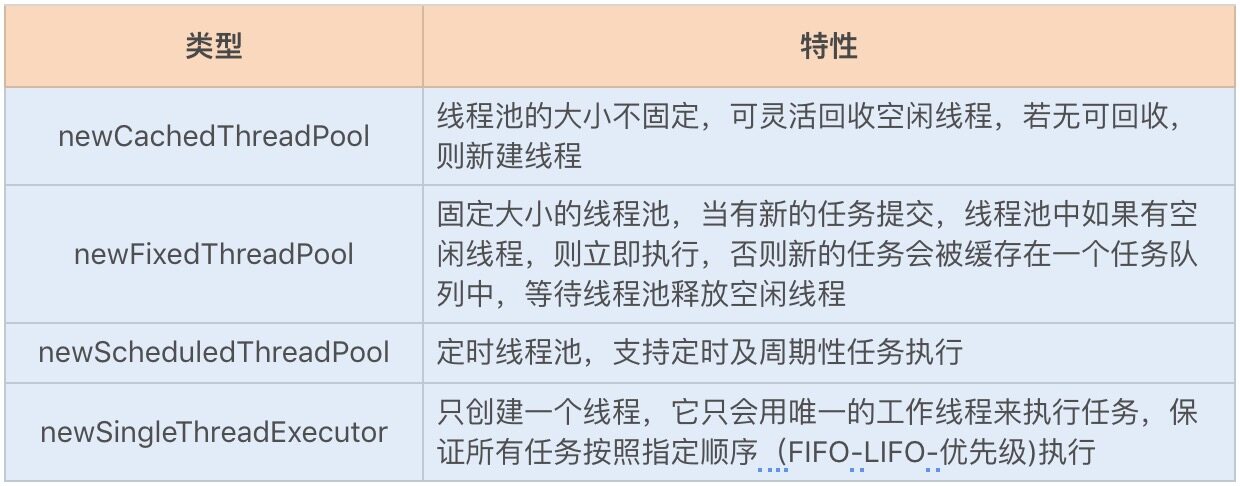 类型
特性
newCachedThreadPool
线程池的大小不固定，可灵活回收空闲线程，若无可回收，
则新建线程
newFixedThreadPool
固定大小的线程池，当有新的任务提交，线程池中如果有空
闲线程，则立即执行，否则新的任务会被缓存在一个任务队
列中，等待线程池释放空闲线程
newScheduledThreadPool
定时线程池，支持定时及周期性任务执行
newSingleThreadExecutor
只创建一个线程，它只会用唯一的工作线程来执行任务，保
证所有任务按照指定顺序（FIFO-LIFO-优先级)执行